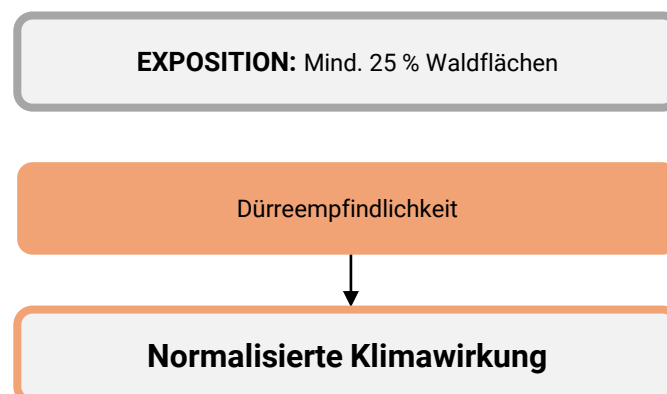 EXPOSITION: Mind. 25 % Waldflächen
Dürreempfindlichkeit
Normalisierte Klimawirkung